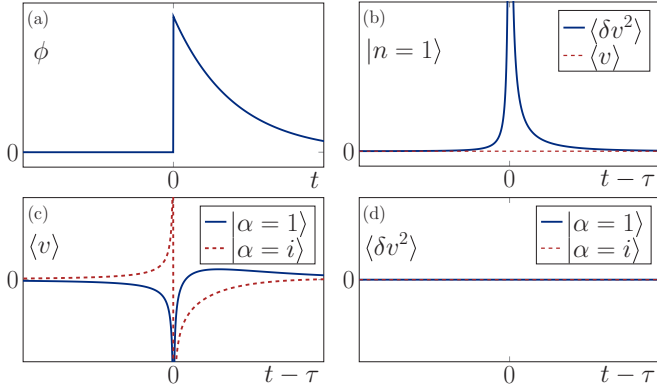 (a)
ϕ
0
0
t
(b)
|n = 1⟩
⟨δv²⟩
⟨v⟩
0
0
t − τ
(c)
⟨v⟩
|α = 1⟩
|α = i⟩
0
0
t − τ
(d)
⟨δv²⟩
|α = 1⟩
|α = i⟩
0
0
t − τ